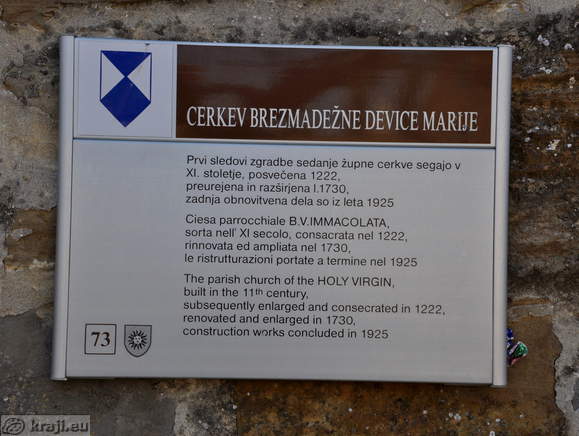 CERKEV BREZMADEŽNE DEVICE MARIJE
Prvi sledovi zgradbe sedanje župne cerkve segajo v
XI. stoletje, posvečena 1222,
preurejena in razširjena l.1730,
zadnja obnovitvena dela so iz leta 1925
Ciesa parrocchiale B.V.IMMACOLATA,
sorta nell' XI secolo, consacrata nel 1222,
rinnovata ed ampliata nel 1730,
le ristrutturazioni portate a termine nel 1925
The parish church of the HOLY VIRGIN,
built in the 11th century,
subsequently enlarged and consecrated in 1222,
renovated and enlarged in 1730,
construction works concluded in 1925
73
kraji.eu